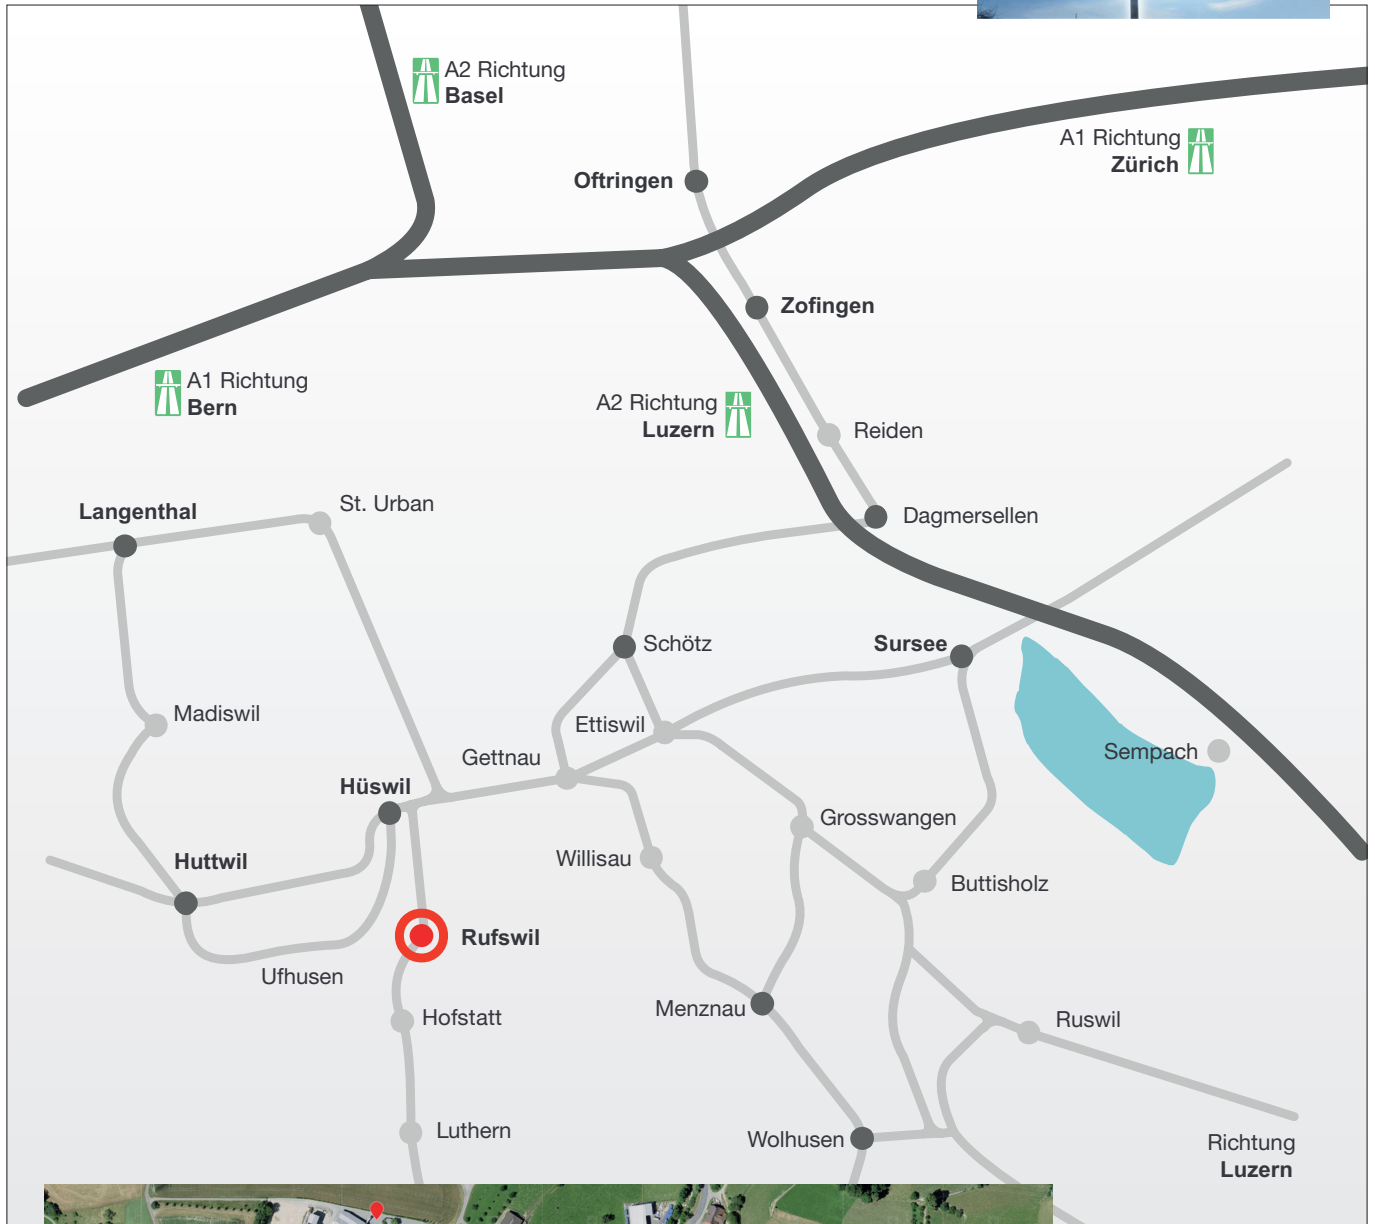 A2 Richtung
Basel
A1 Richtung
Zürich
Oftringen
Zofingen
A1 Richtung
Bern
A2 Richtung
Luzern
Reiden
St. Urban
Langenthal
Dagmersellen
Schötz
Sursee
Madiswil
Ettiswil
Sempach
Gettnau
Hüswil
Grosswangen
Huttwil
Willisau
Buttisholz
Rufswil
Ufhusen
Menznau
Hofstatt
Ruswil
Luthern
Wolhusen
Richtung
Luzern